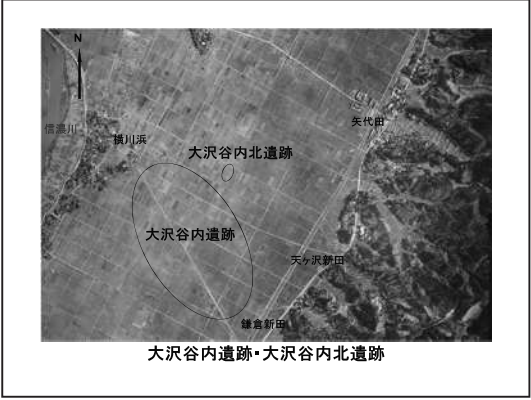 N
信濃川
横川浜
矢代田
大沢谷内北遺跡
大沢谷内遺跡
天ヶ沢新田
鎌倉新田
大沢谷内遺跡・大沢谷内北遺跡